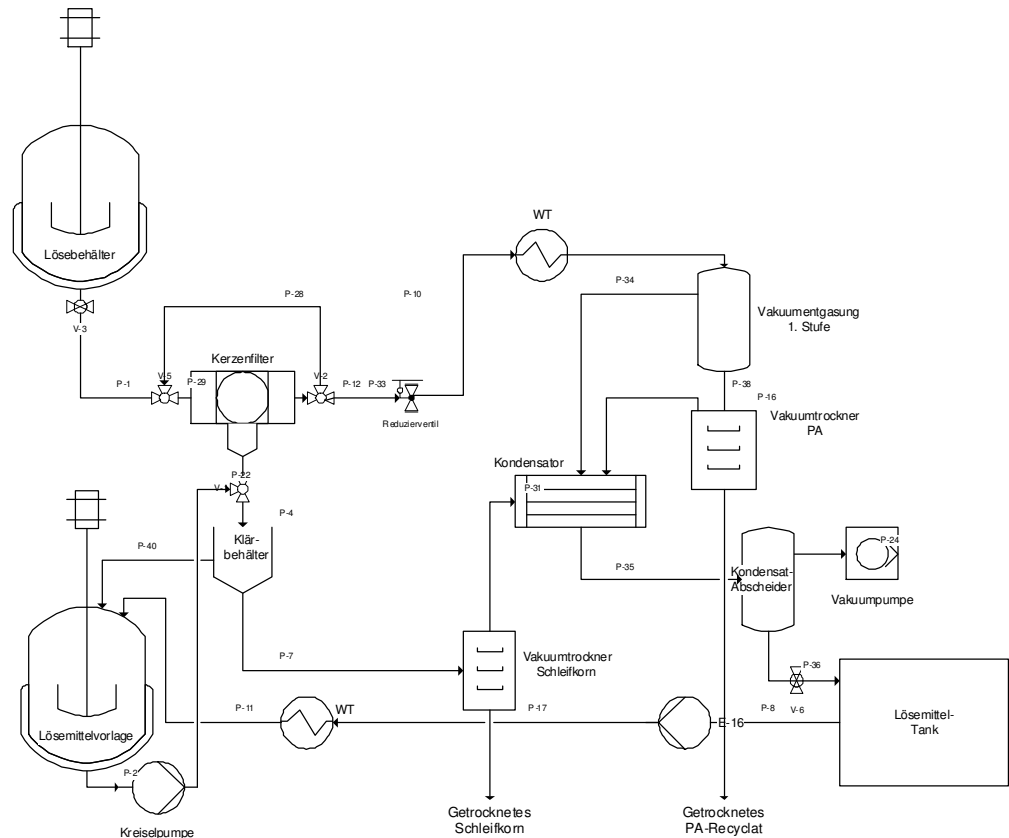 Lösebehälter
V-3
P-1
V-5
P-29
P-28
Kerzenfilter
V-2
P-12
P-33
P-10
Reduzierventil
WT
P-34
Vakuumentgasung
1. Stufe
P-38
P-16
Vakuumtrockner
PA
Kondensator
P-31
P-22
V-
P-4
Klär-
behälter
P-40
P-35
Kondensat-
Abscheider
P-24
Vakuumpumpe
P-7
Vakuumtrockner
Schleifkorn
P-36
P-11
WT
P-17
E-16
P-8
V-6
Lösemittel-
Tank
Lösemittelvorlage
P-2
Kreiselpumpe
Getrocknetes
Schleifkorn
Getrocknetes
PA-Recyclat